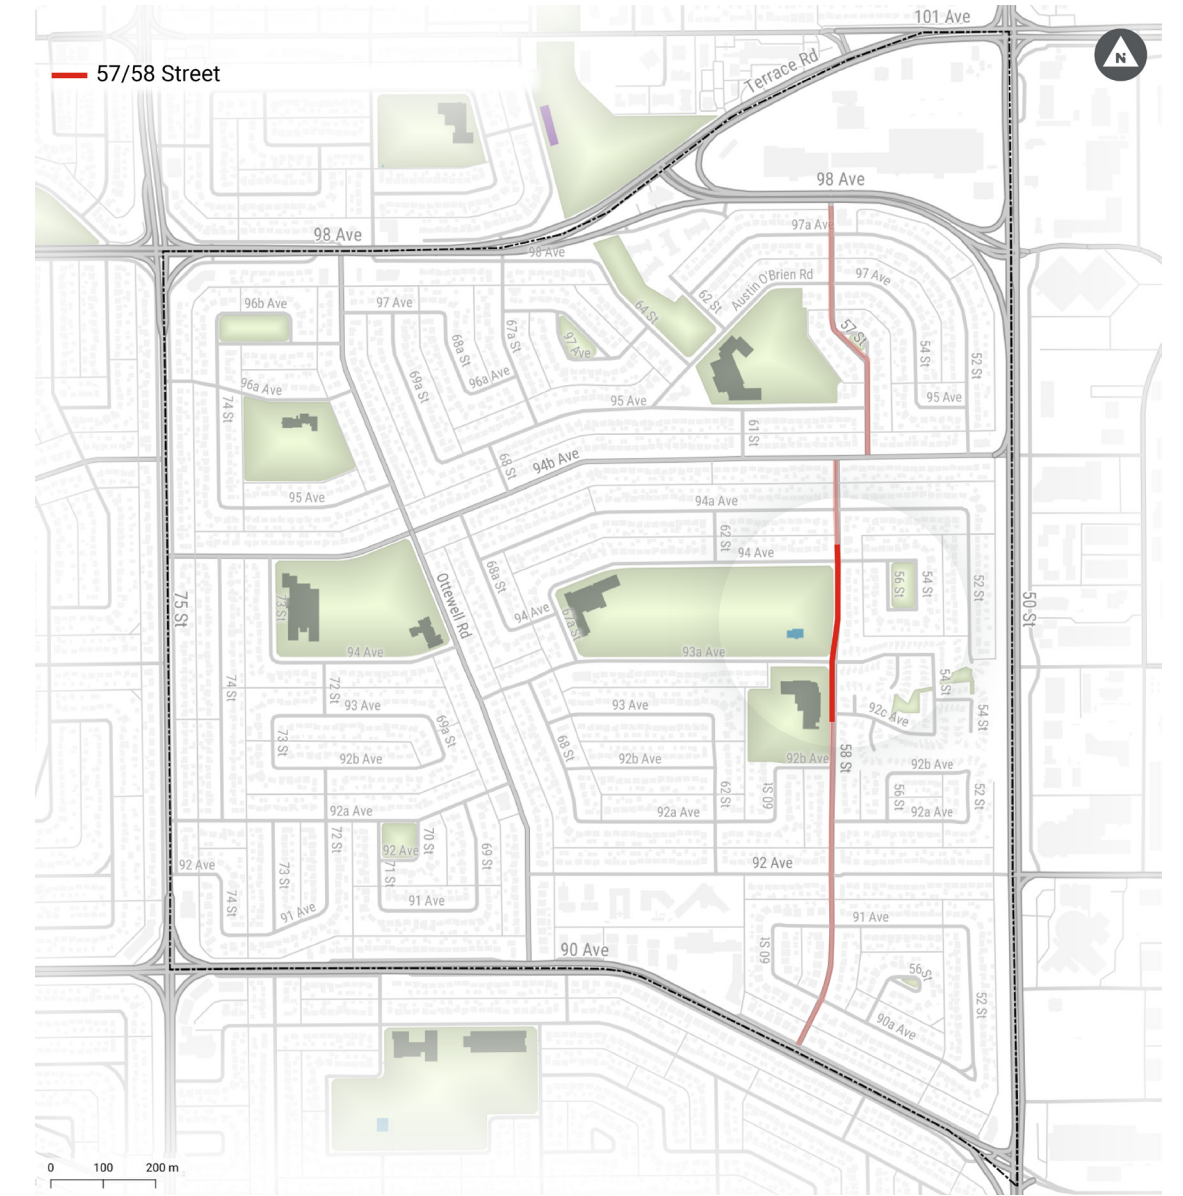 101 Ave
N
57/58 Street
Terrace Rd
98 Ave
97a Ave
98 Ave
98 Ave
Austin O'Brien Rd
97 Ave
96b Ave
97 Ave
62 St
64 St
67a St
57 St
97 Ave
68a St
54 St
52 St
96a Ave
96a Ave
69a St
74 St
95 Ave
95 Ave
61 St
94b Ave
68 St
95 Ave
94a Ave
62 St
94 Ave
68a St
56 St
54 St
52 St
Ottewell Rd
73 St
75 St
94 Ave
67a St
50 St
94 Ave
93a Ave
74 St
72 St
54 St
93 Ave
93 Ave
92c Ave
54 St
69a St
73 St
68 St
92b Ave
92b Ave
92b Ave
58 St
92b Ave
62 St
60 St
56 St
52 St
92a Ave
92a Ave
92a Ave
72 St
70 St
92 Ave
69 St
92 Ave
92 Ave
73 St
71 St
74 St
91 Ave
91 Ave
91 Ave
60 St
90 Ave
56 St
52 St
90a Ave
0 100 200 m